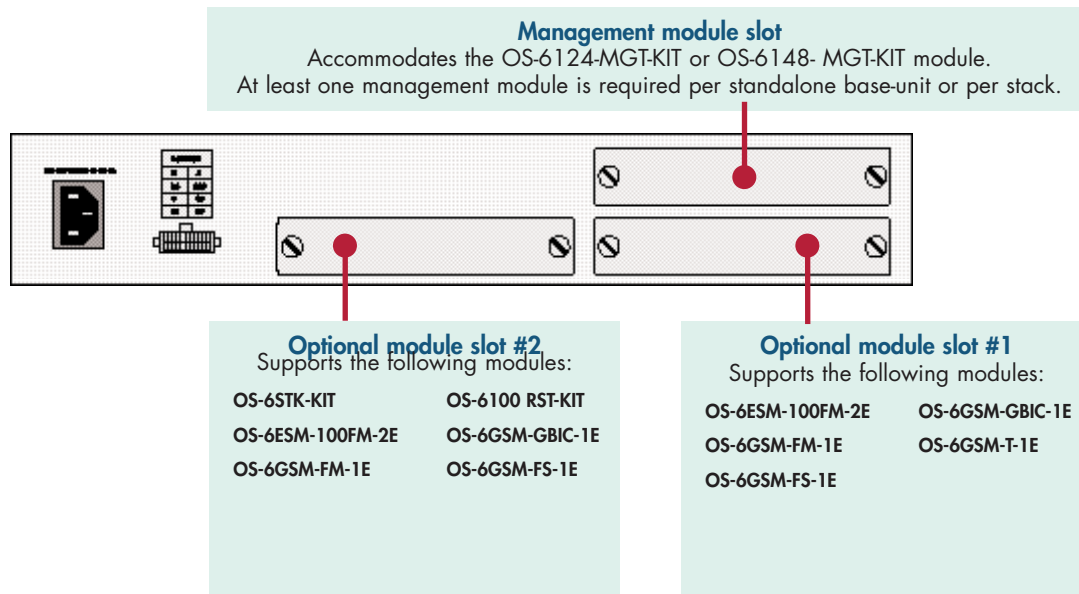 Management module slot
Accommodates the OS-6124-MGT-KIT or OS-6148- MGT-KIT module.
At least one management module is required per standalone base-unit or per stack.
Optional module slot #2
Supports the following modules:
OS-6STK-KIT OS-6100 RST-KIT
OS-6ESM-100FM-2E OS-6GSM-GBIC-1E
OS-6GSM-FM-1E OS-6GSM-FS-1E
Optional module slot #1
Supports the following modules:
OS-6ESM-100FM-2E OS-6GSM-GBIC-1E
OS-6GSM-FM-1E OS-6GSM-T-1E
OS-6GSM-FS-1E